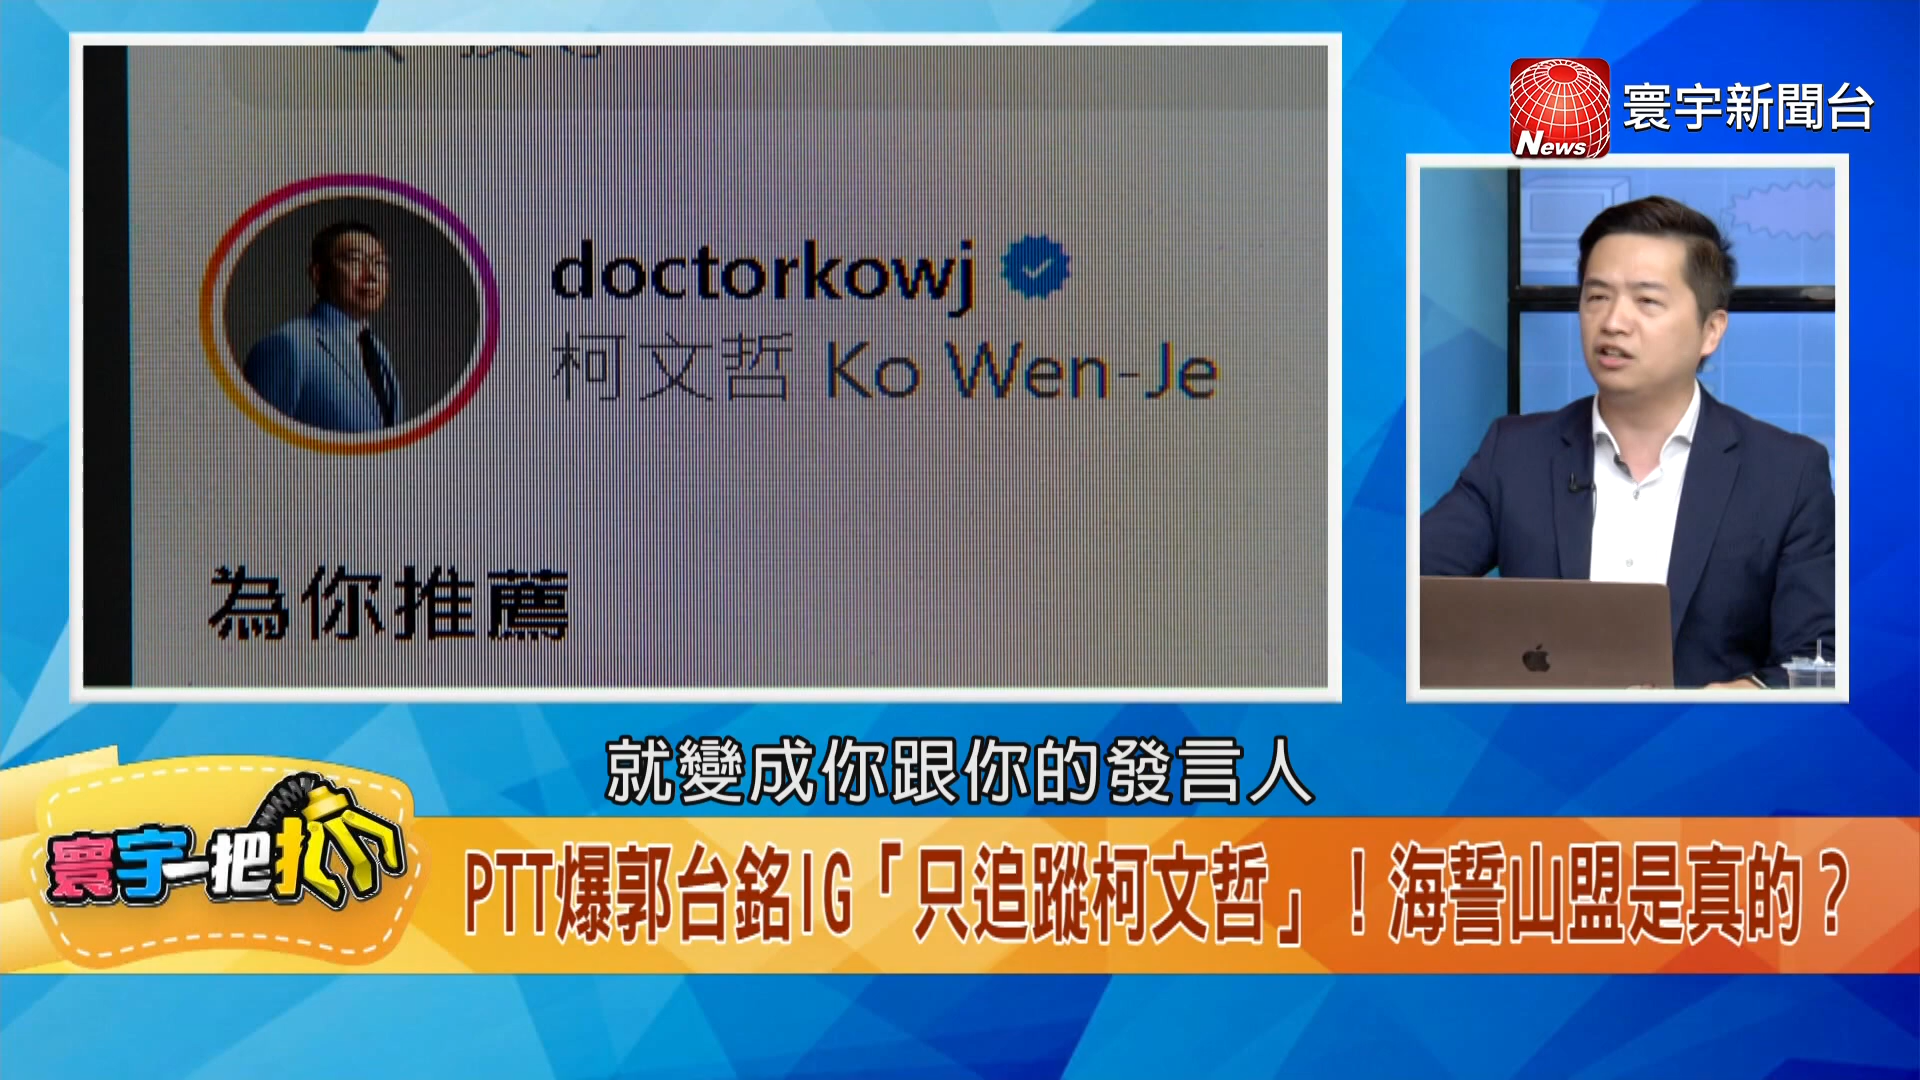 寰宇新聞台
News
doctorkowj
柯文哲 Ko Wen-Je
為你推薦
就變成你跟你的發言人
寰宇一把抓
PTT爆郭台銘IG「只追蹤柯文哲」！海誓山盟是真的？